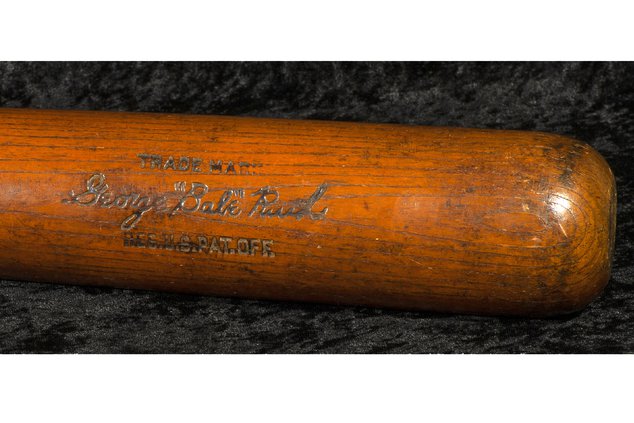 TRADE MARK
George "Babe" Ruth
REG. U.S. PAT. OFF.